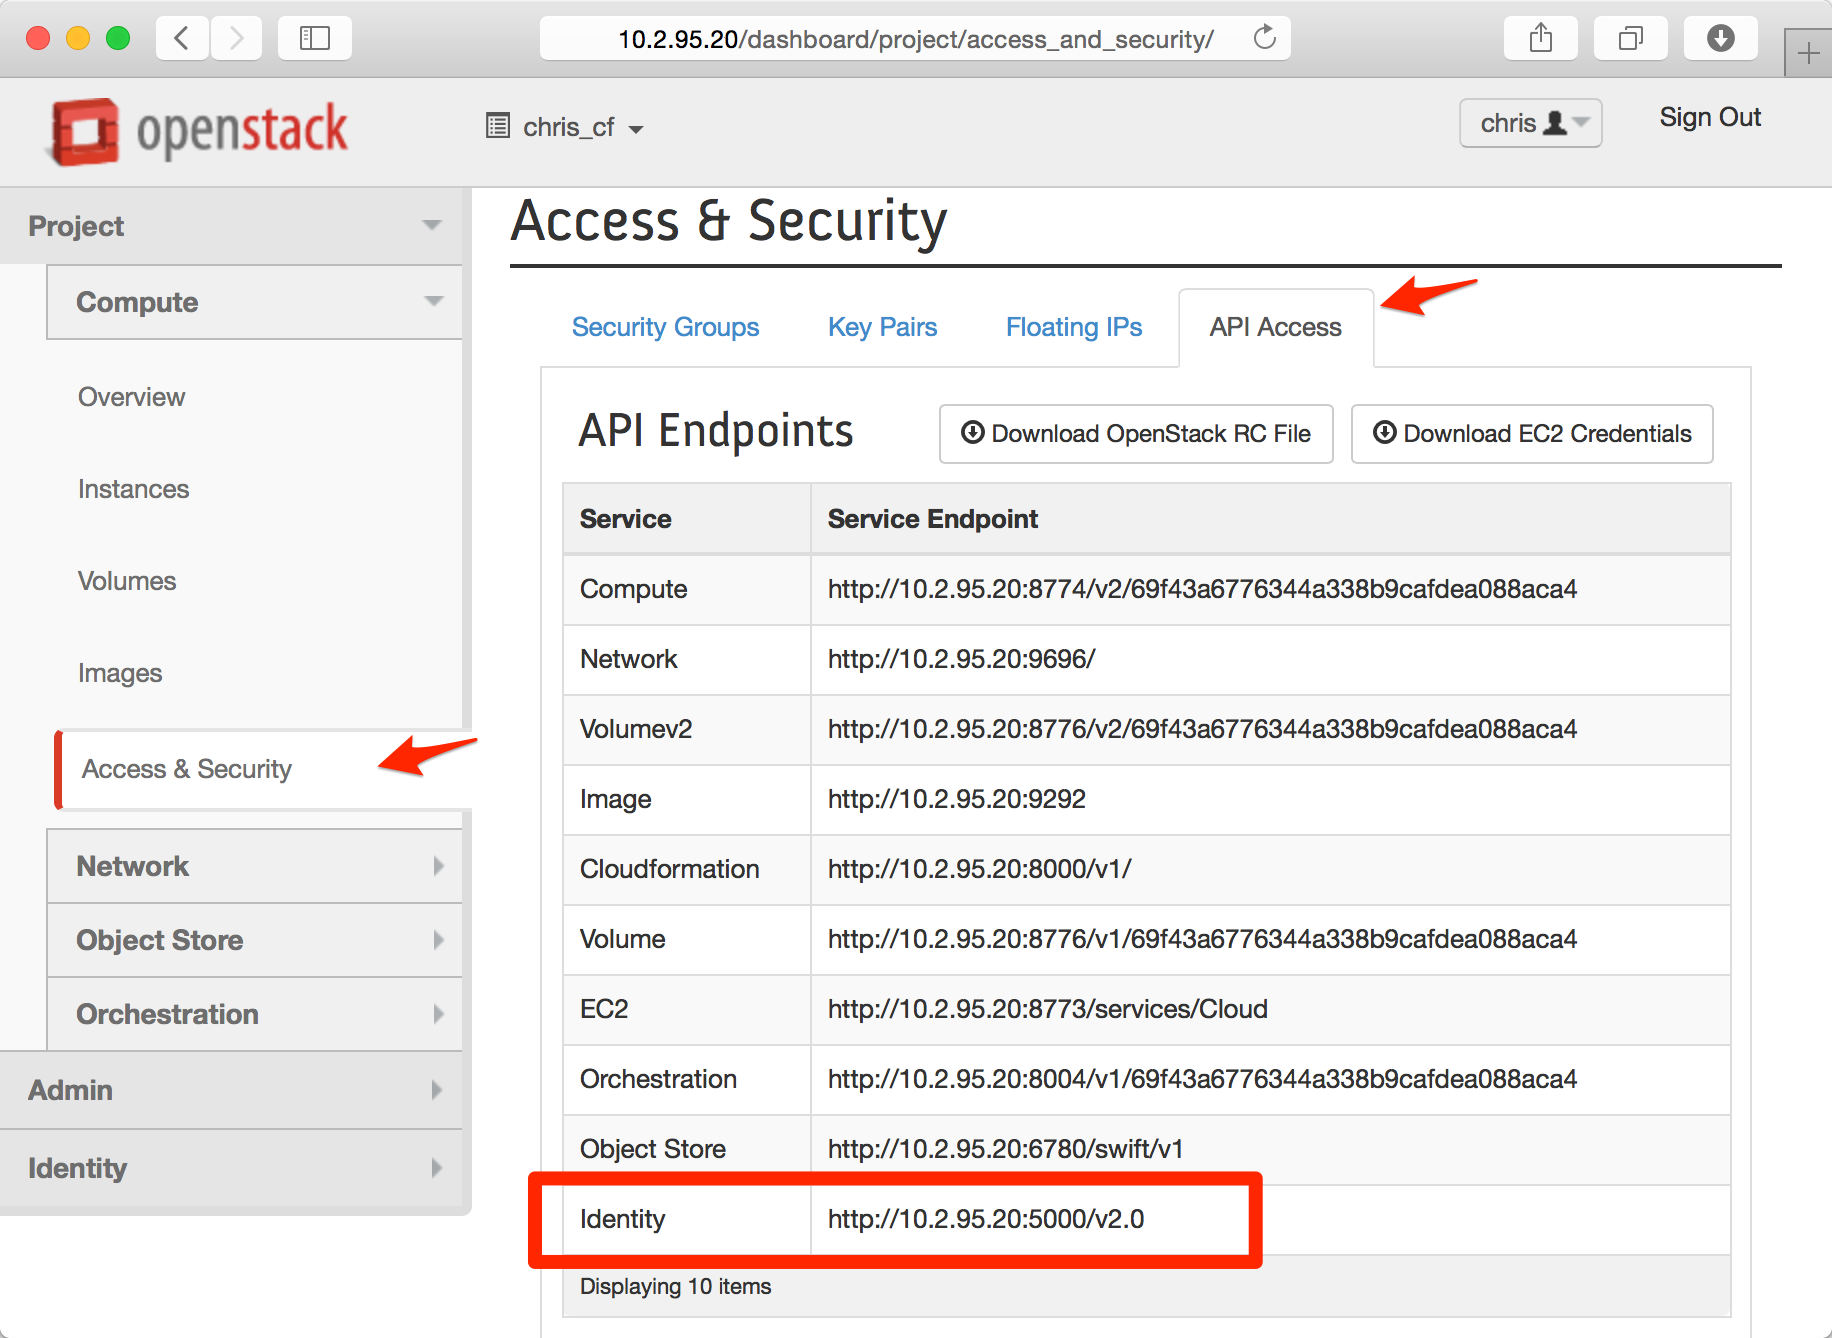 10.2.95.20/dashboard/project/access_and_security/
openstack
chris_cf
chris
Sign Out
Project
Compute
Overview
Instances
Volumes
Images
Access & Security
Network
Object Store
Orchestration
Admin
Identity
Access & Security
Security Groups Key Pairs Floating IPs API Access
API Endpoints
Download OpenStack RC File
Download EC2 Credentials
Service Service Endpoint
Compute http://10.2.95.20:8774/v2/69f43a6776344a338b9cafdea088aca4
Network http://10.2.95.20:9696/
Volumev2 http://10.2.95.20:8776/v2/69f43a6776344a338b9cafdea088aca4
Image http://10.2.95.20:9292
Cloudformation http://10.2.95.20:8000/v1/
Volume http://10.2.95.20:8776/v1/69f43a6776344a338b9cafdea088aca4
EC2 http://10.2.95.20:8773/services/Cloud
Orchestration http://10.2.95.20:8004/v1/69f43a6776344a338b9cafdea088aca4
Object Store http://10.2.95.20:6780/swift/v1
Identity http://10.2.95.20:5000/v2.0
Displaying 10 items